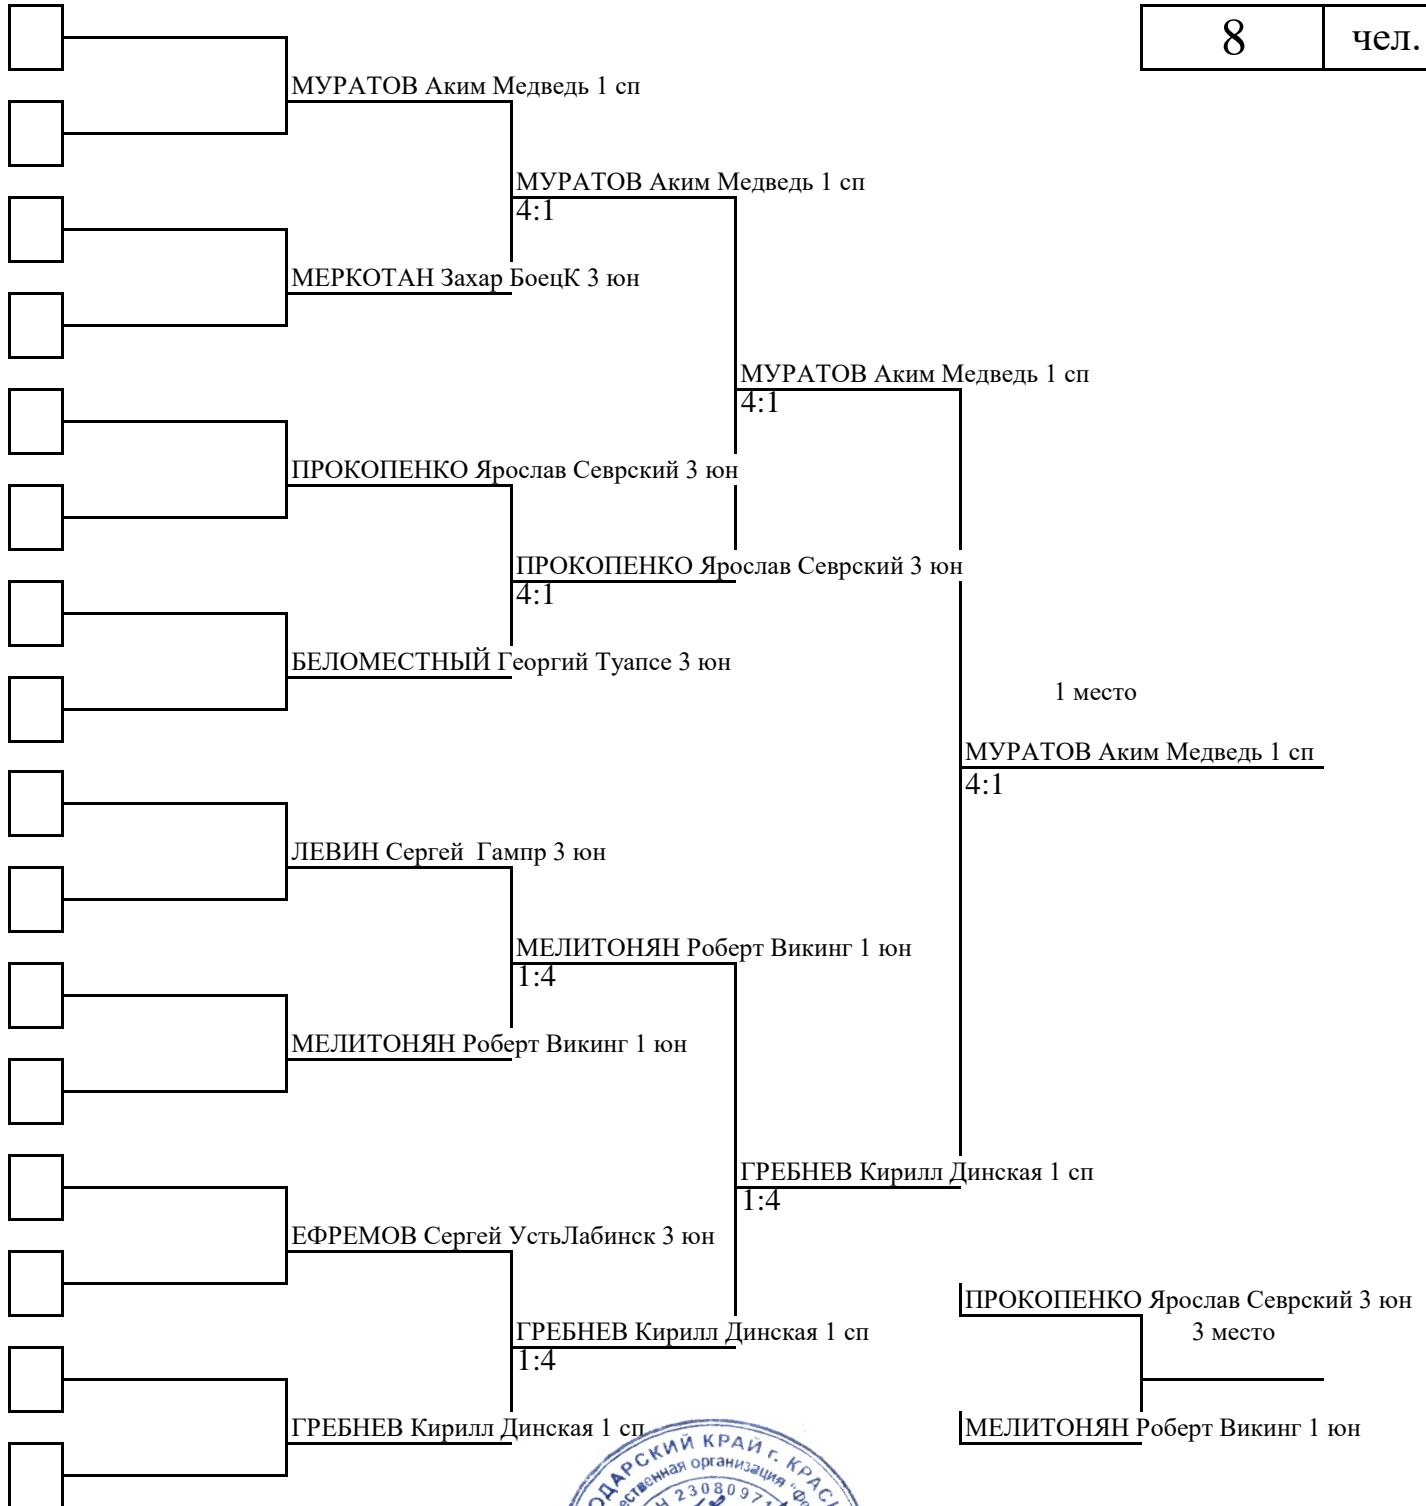 8 чел.
МУРАТОВ Аким Медведь 1 сп
МУРАТОВ Аким Медведь 1 сп
4:1
МЕРКОТАН Захар БоецК 3 юн
МУРАТОВ Аким Медведь 1 сп
4:1
ПРОКОПЕНКО Ярослав Севрский 3 юн
ПРОКОПЕНКО Ярослав Севрский 3 юн
4:1
БЕЛОМЕСТНЫЙ Георгий Туапсе 3 юн
1 место
МУРАТОВ Аким Медведь 1 сп
4:1
ЛЕВИН Сергей Гампр 3 юн
МЕЛИТОНЯН Роберт Викинг 1 юн
1:4
МЕЛИТОНЯН Роберт Викинг 1 юн
ГРЕБНЕВ Кирилл Динская 1 сп
1:4
ЕФРЕМОВ Сергей УстьЛабинск 3 юн
ПРОКОПЕНКО Ярослав Севрский 3 юн
3 место
ГРЕБНЕВ Кирилл Динская 1 сп
1:4
ГРЕБНЕВ Кирилл Динская 1 сп
МЕЛИТОНЯН Роберт Викинг 1 юн
КРАЙ г.
организация